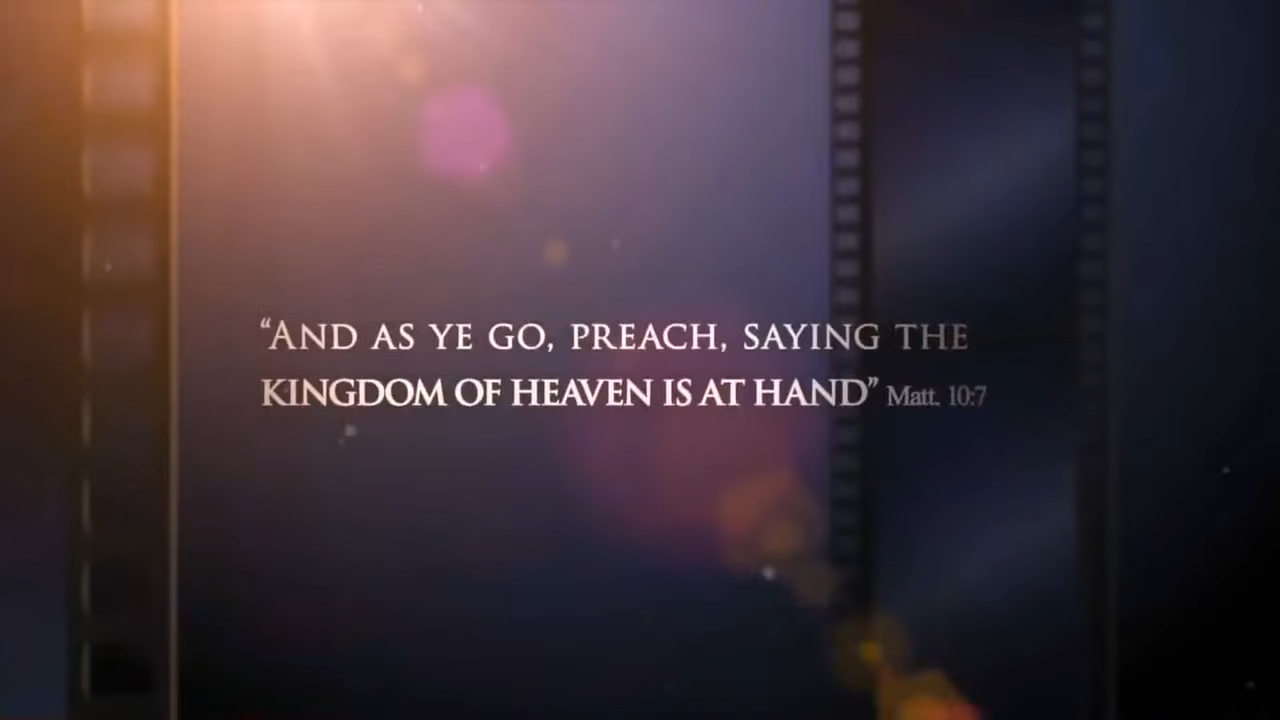 “AND AS YE GO, PREACH, SAYING THE
KINGDOM OF HEAVEN IS AT HAND” Matt. 10:7